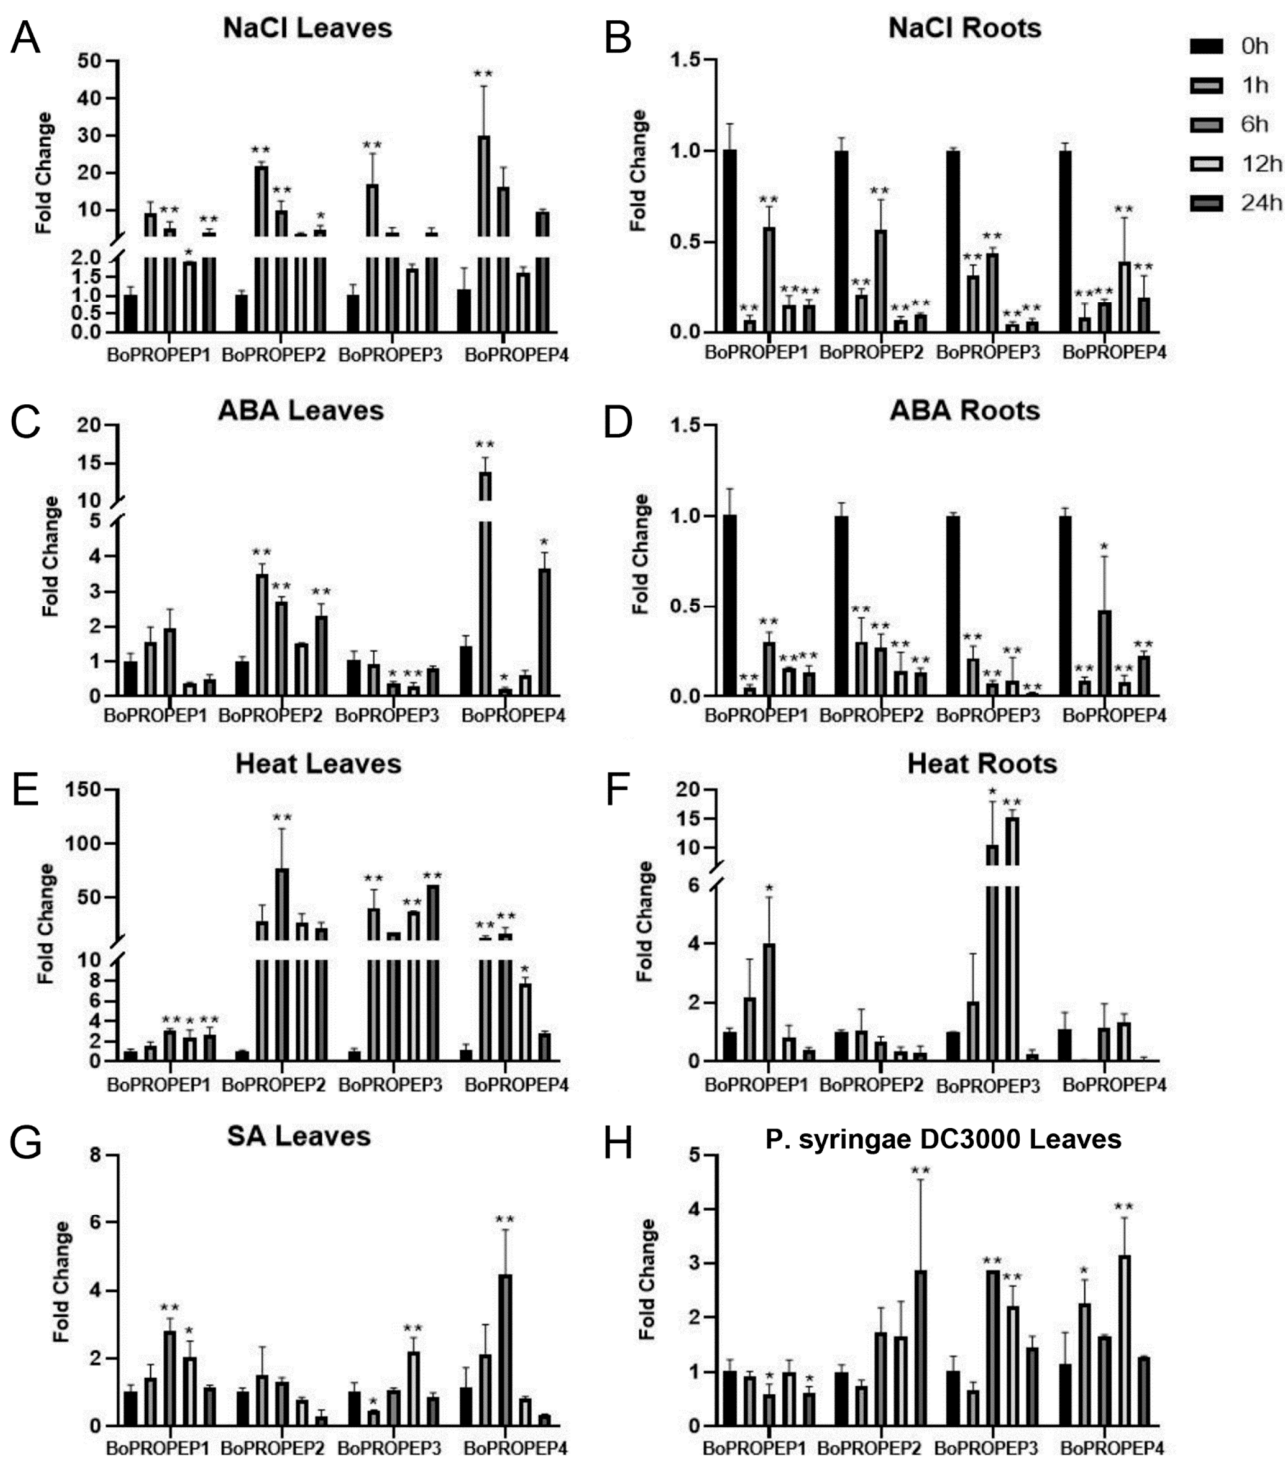 A
NaCl Leaves
Fold Change
50
40
30
20
10
2.0
1.5
1.0
0.5
0.0
** ** * ** ** * ** **
BoPROPEP1 BoPROPEP2 BoPROPEP3 BoPROPEP4
B
NaCl Roots
Fold Change
1.5
1.0
0.5
0.0
** ** ** ** ** ** ** ** ** ** ** ** ** ** ** **
BoPROPEP1 BoPROPEP2 BoPROPEP3 BoPROPEP4
0h
1h
6h
12h
24h
C
ABA Leaves
Fold Change
20
15
10
5
4
3
2
1
0
** ** ** * ** ** * *
BoPROPEP1 BoPROPEP2 BoPROPEP3 BoPROPEP4
D
ABA Roots
Fold Change
1.5
1.0
0.5
0.0
** ** ** ** ** ** ** ** ** ** ** ** ** * ** **
BoPROPEP1 BoPROPEP2 BoPROPEP3 BoPROPEP4
E
Heat Leaves
Fold Change
150
100
50
10
8
6
4
2
0
** * ** ** ** ** ** ** ** *
BoPROPEP1 BoPROPEP2 BoPROPEP3 BoPROPEP4
F
Heat Roots
Fold Change
20
15
10
6
4
2
0
* * **
BoPROPEP1 BoPROPEP2 BoPROPEP3 BoPROPEP4
G
SA Leaves
Fold Change
8
6
4
2
0
** * * ** **
BoPROPEP1 BoPROPEP2 BoPROPEP3 BoPROPEP4
H
P. syringae DC3000 Leaves
Fold Change
5
4
3
2
1
0
* * ** ** ** * **
BoPROPEP1 BoPROPEP2 BoPROPEP3 BoPROPEP4